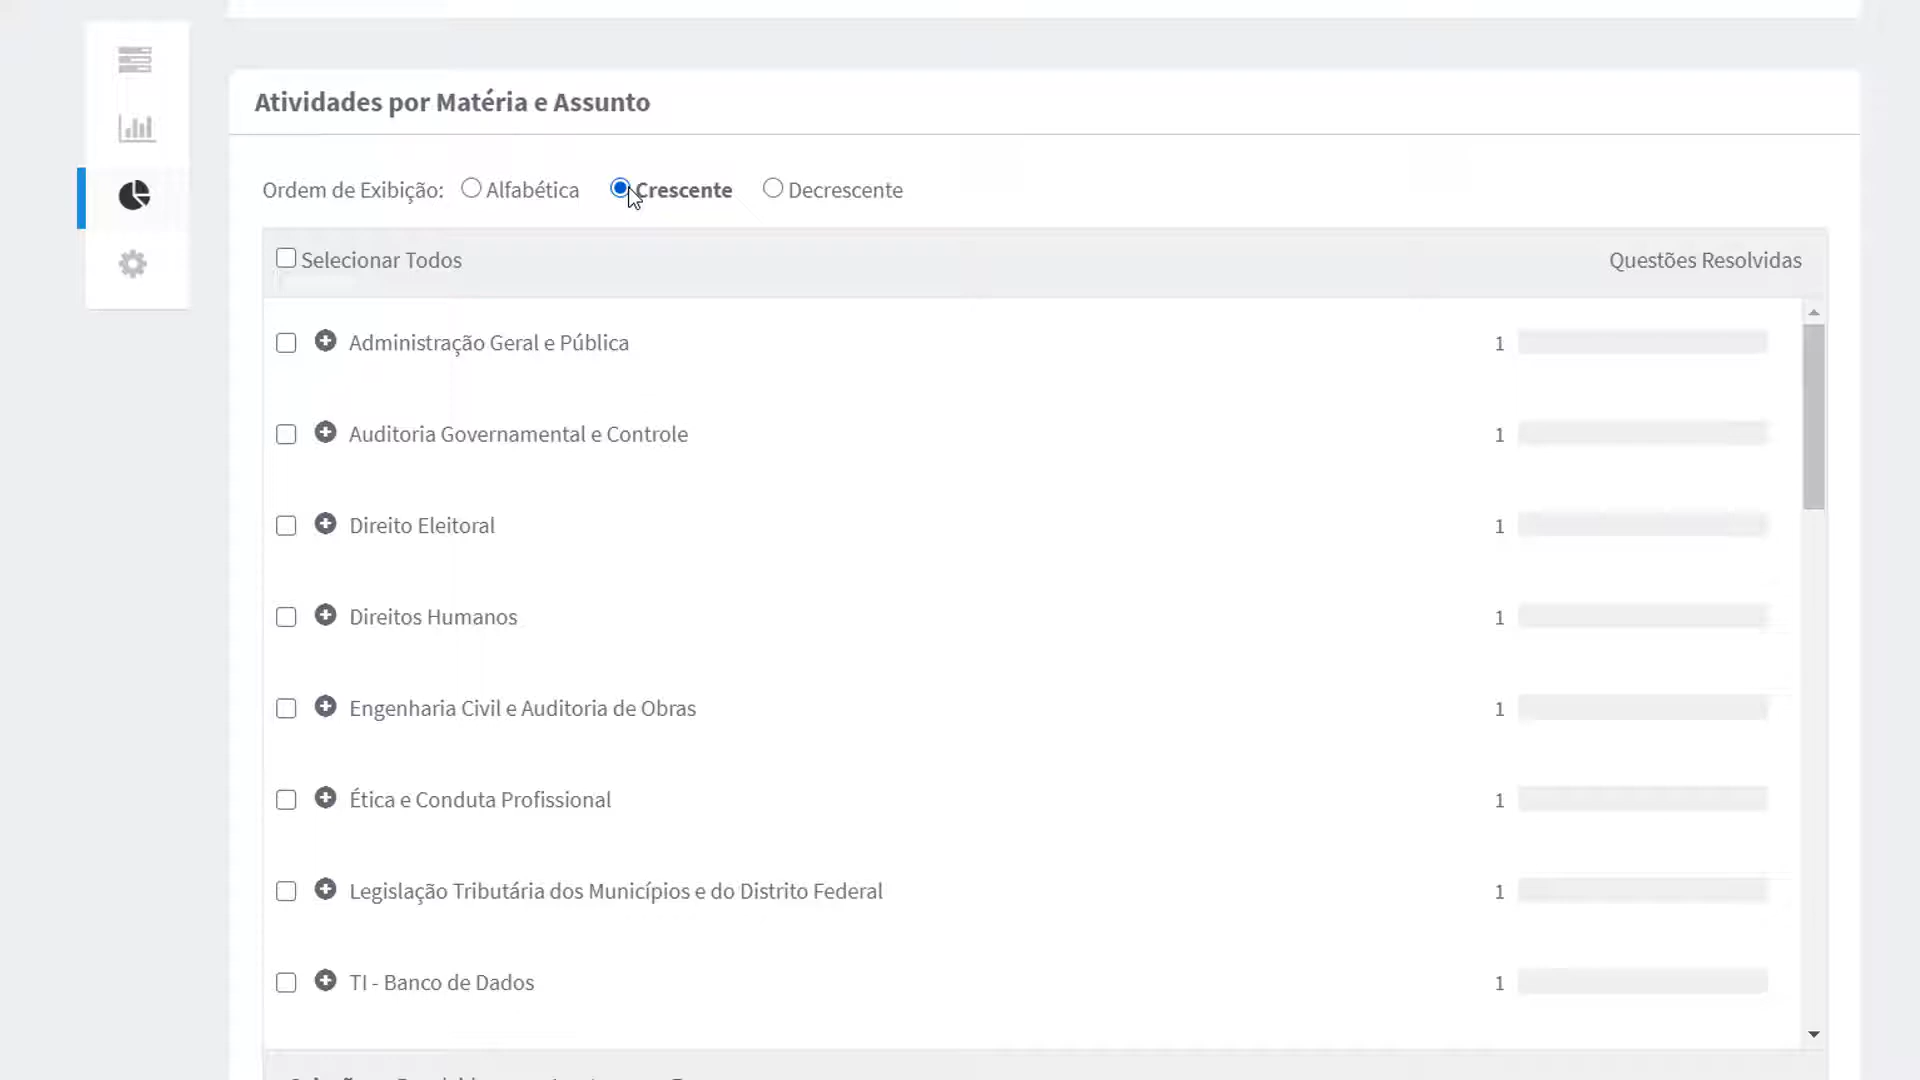 Atividades por Matéria e Assunto
Ordem de Exibição: Alfabética Crescente Decrescente
Selecionar Todos Questões Resolvidas
Administração Geral e Pública 1
Auditoria Governamental e Controle 1
Direito Eleitoral 1
Direitos Humanos 1
Engenharia Civil e Auditoria de Obras 1
Ética e Conduta Profissional 1
Legislação Tributária dos Municípios e do Distrito Federal 1
TI - Banco de Dados 1